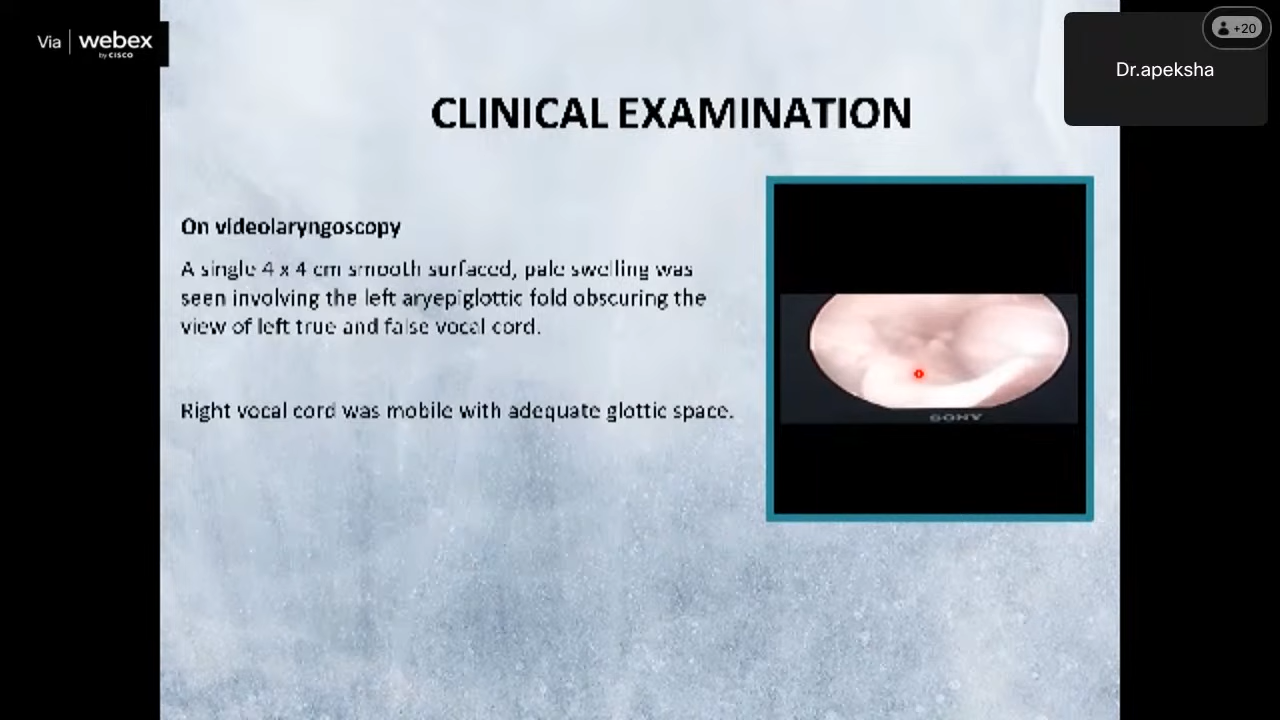 Via webex
by CISCO
+20
Dr.apeksha
CLINICAL EXAMINATION
On videolaryngoscopy
A single 4 x 4 cm smooth surfaced, pale swelling was
seen involving the left aryepiglottic fold obscuring the
view of left true and false vocal cord.
Right vocal cord was mobile with adequate glottic space.
SONY